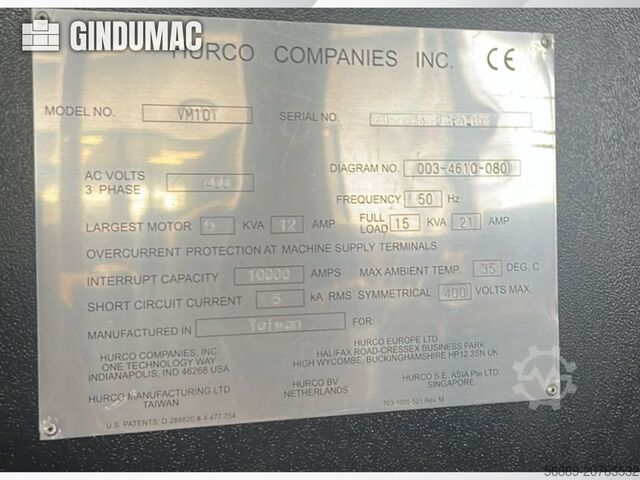 GINDUMAC
HURCO COMPANIES INC. CE
MODEL NO. VM10i SERIAL NO.
AC VOLTS 3 PHASE 400
DIAGRAM NO. 003-4610-080
FREQUENCY 50 Hz
LARGEST MOTOR 9 KVA 12 AMP FULL LOAD 15 KVA 21 AMP
OVERCURRENT PROTECTION AT MACHINE SUPPLY TERMINALS
INTERRUPT CAPACITY 10000 AMPS MAX AMBIENT TEMP. 35 DEG. C
SHORT CIRCUIT CURRENT 6 kA RMS SYMMETRICAL 400 VOLTS MAX.
MANUFACTURED IN Taiwan FOR:
HURCO COMPANIES, INC.
ONE TECHNOLOGY WAY
INDIANAPOLIS, IND 46268 USA
HURCO EUROPE LTD
HALIFAX ROAD-CRESSEX BUSINESS PARK
HIGH WYCOMBE, BUCKINGHAMSHIRE HP12 3SN UK
HURCO MANUFACTURING LTD
TAIWAN
HURCO BV
NETHERLANDS
HURCO S.E. ASIA Pte LTD
SINGAPORE
U.S PATENTS: D-288820 & 4,477,754
703-1005-521 Rev. M